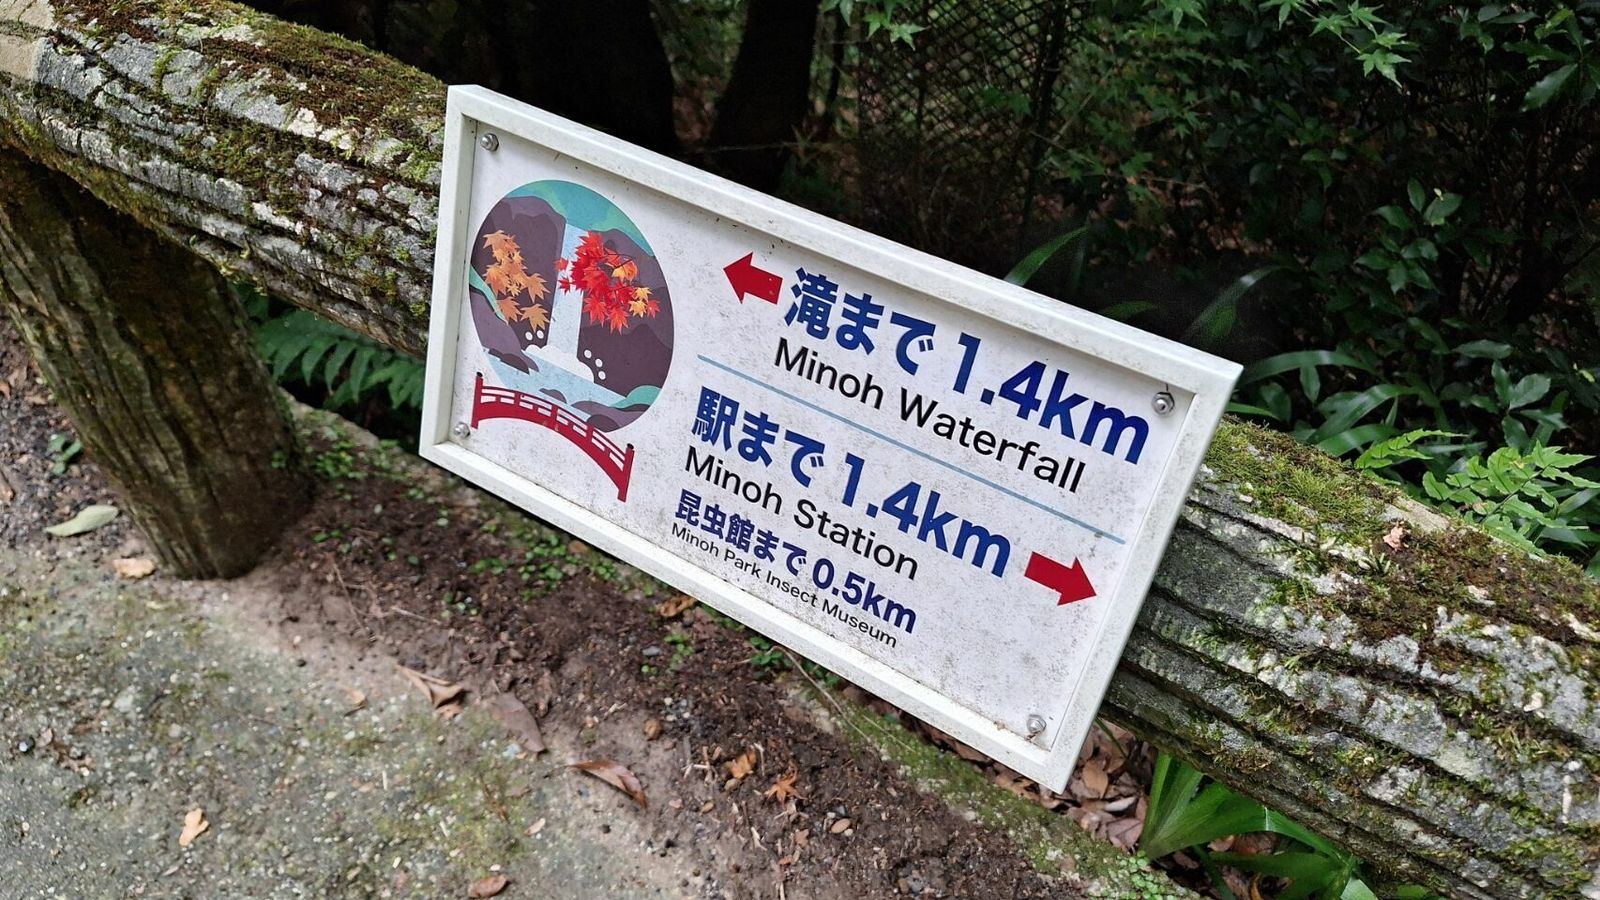 滝まで1.4km
Minoh Waterfall
駅まで1.4km
Minoh Station
昆虫館まで0.5km
Minoh Park Insect Museum